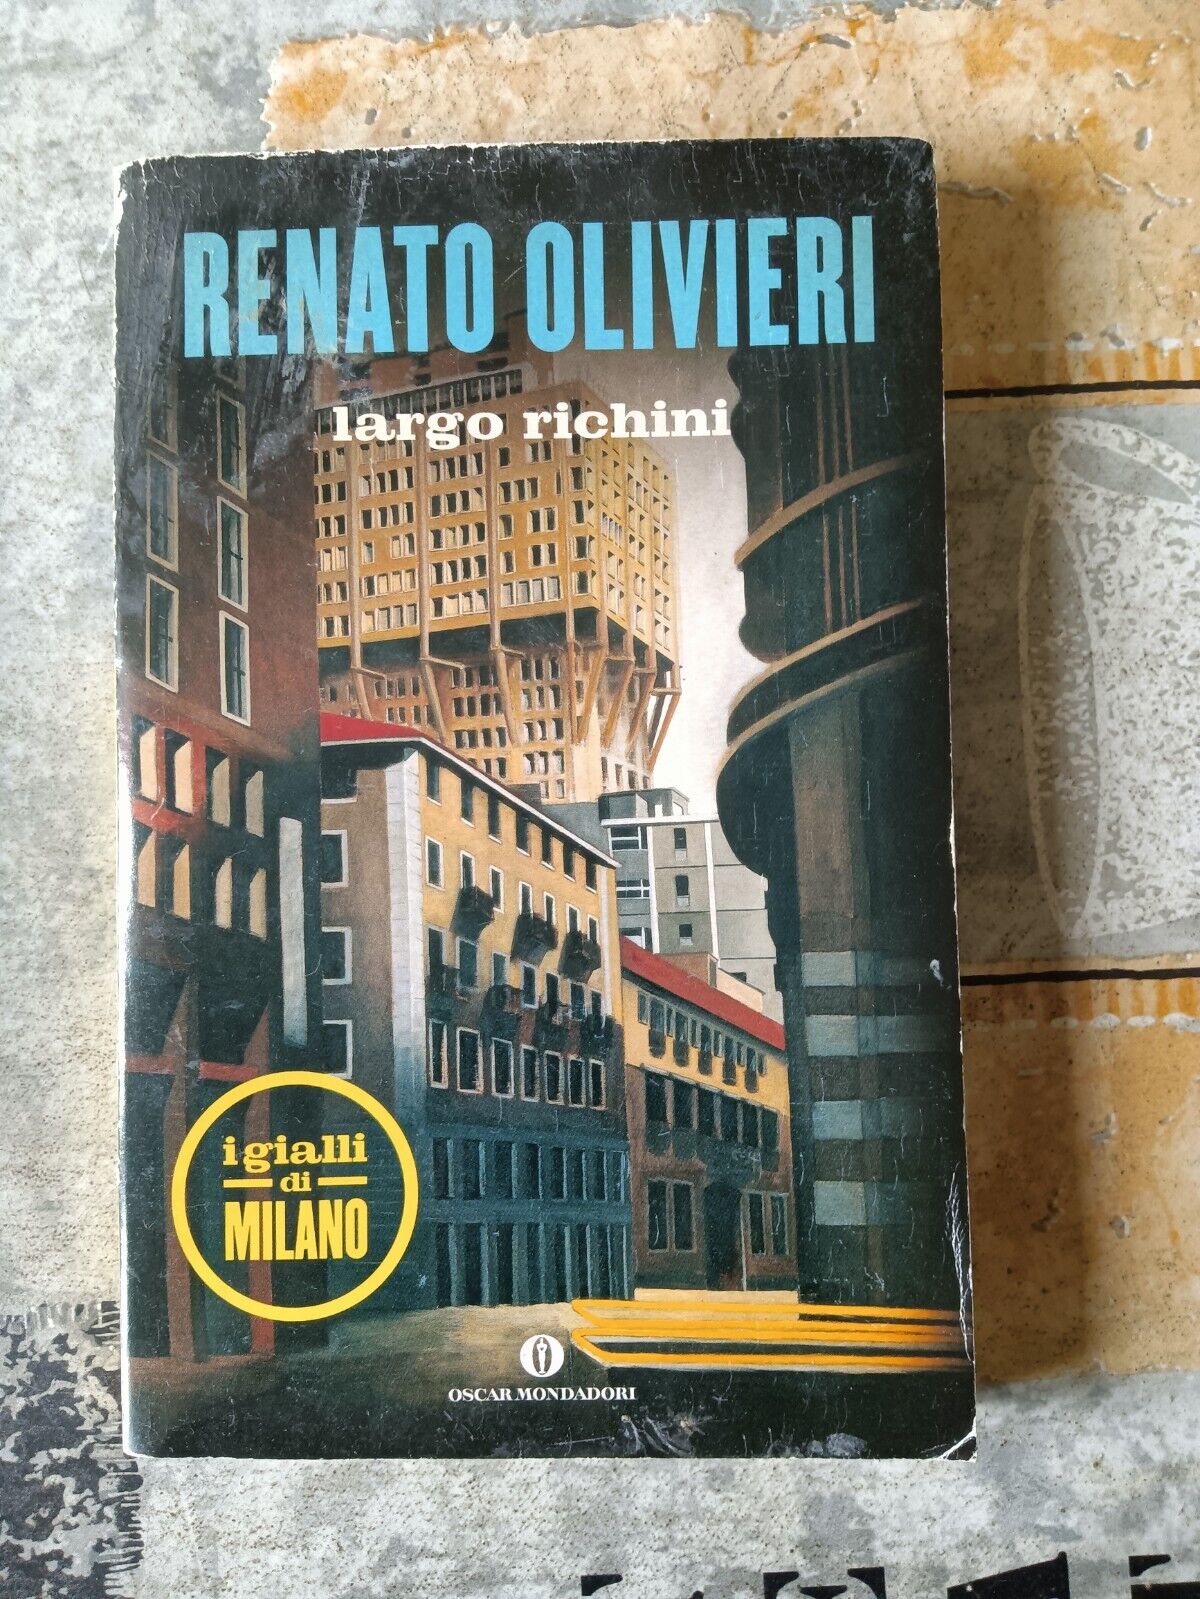 RENATO OLIVIERI
largo richini
i gialli
di
MILANO
OSCAR MONDADORI